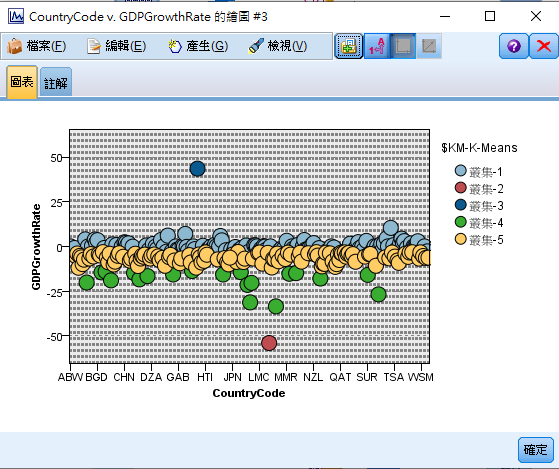 CountryCode v. GDPGrowthRate 的繪圖 #3
檔案(F) 編輯(E) 產生(G) 檢視(V)
圖表 註解
GDPGrowthRate
50
25
0
-25
-50
ABW BGD CHN DZA GAB HTI JPN LMC MMR NZL QAT SUR TSA WSM
CountryCode
$KM-K-Means
叢集-1
叢集-2
叢集-3
叢集-4
叢集-5
確定